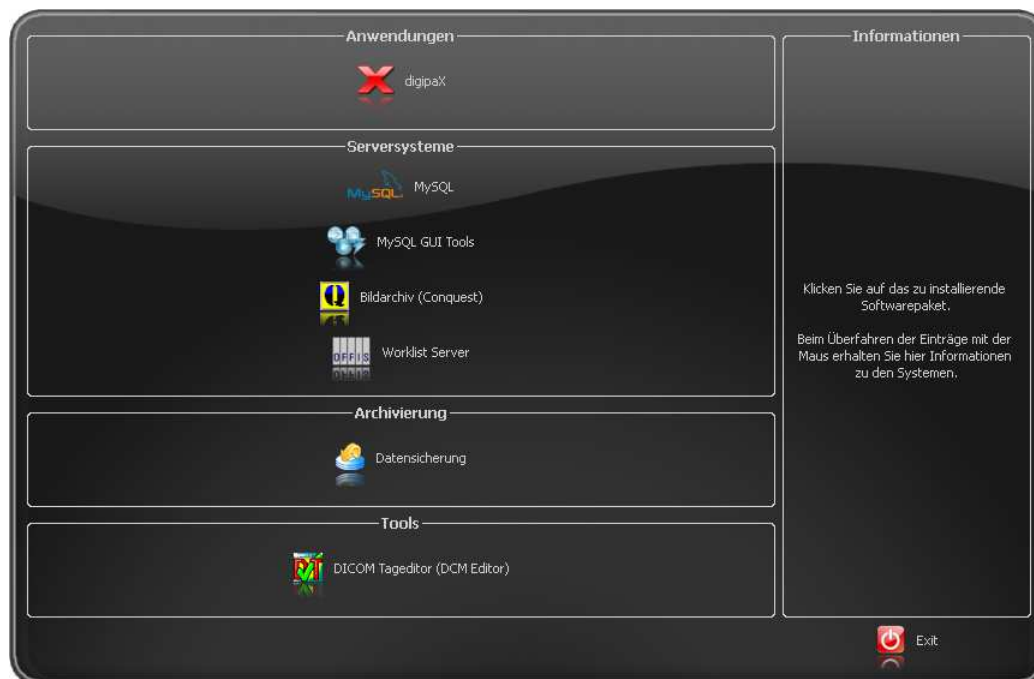 Anwendungen
digipaX
Serversysteme
MySQL. MySQL
MySQL GUI Tools
Bildarchiv (Conquest)
OFFIS Worklist Server
Archivierung
Datensicherung
Tools
DICOM Tageditor (DCM Editor)
Informationen
Klicken Sie auf das zu installierende
Softwarepaket.
Beim Überfahren der Einträge mit der
Maus erhalten Sie hier Informationen
zu den Systemen.
Exit